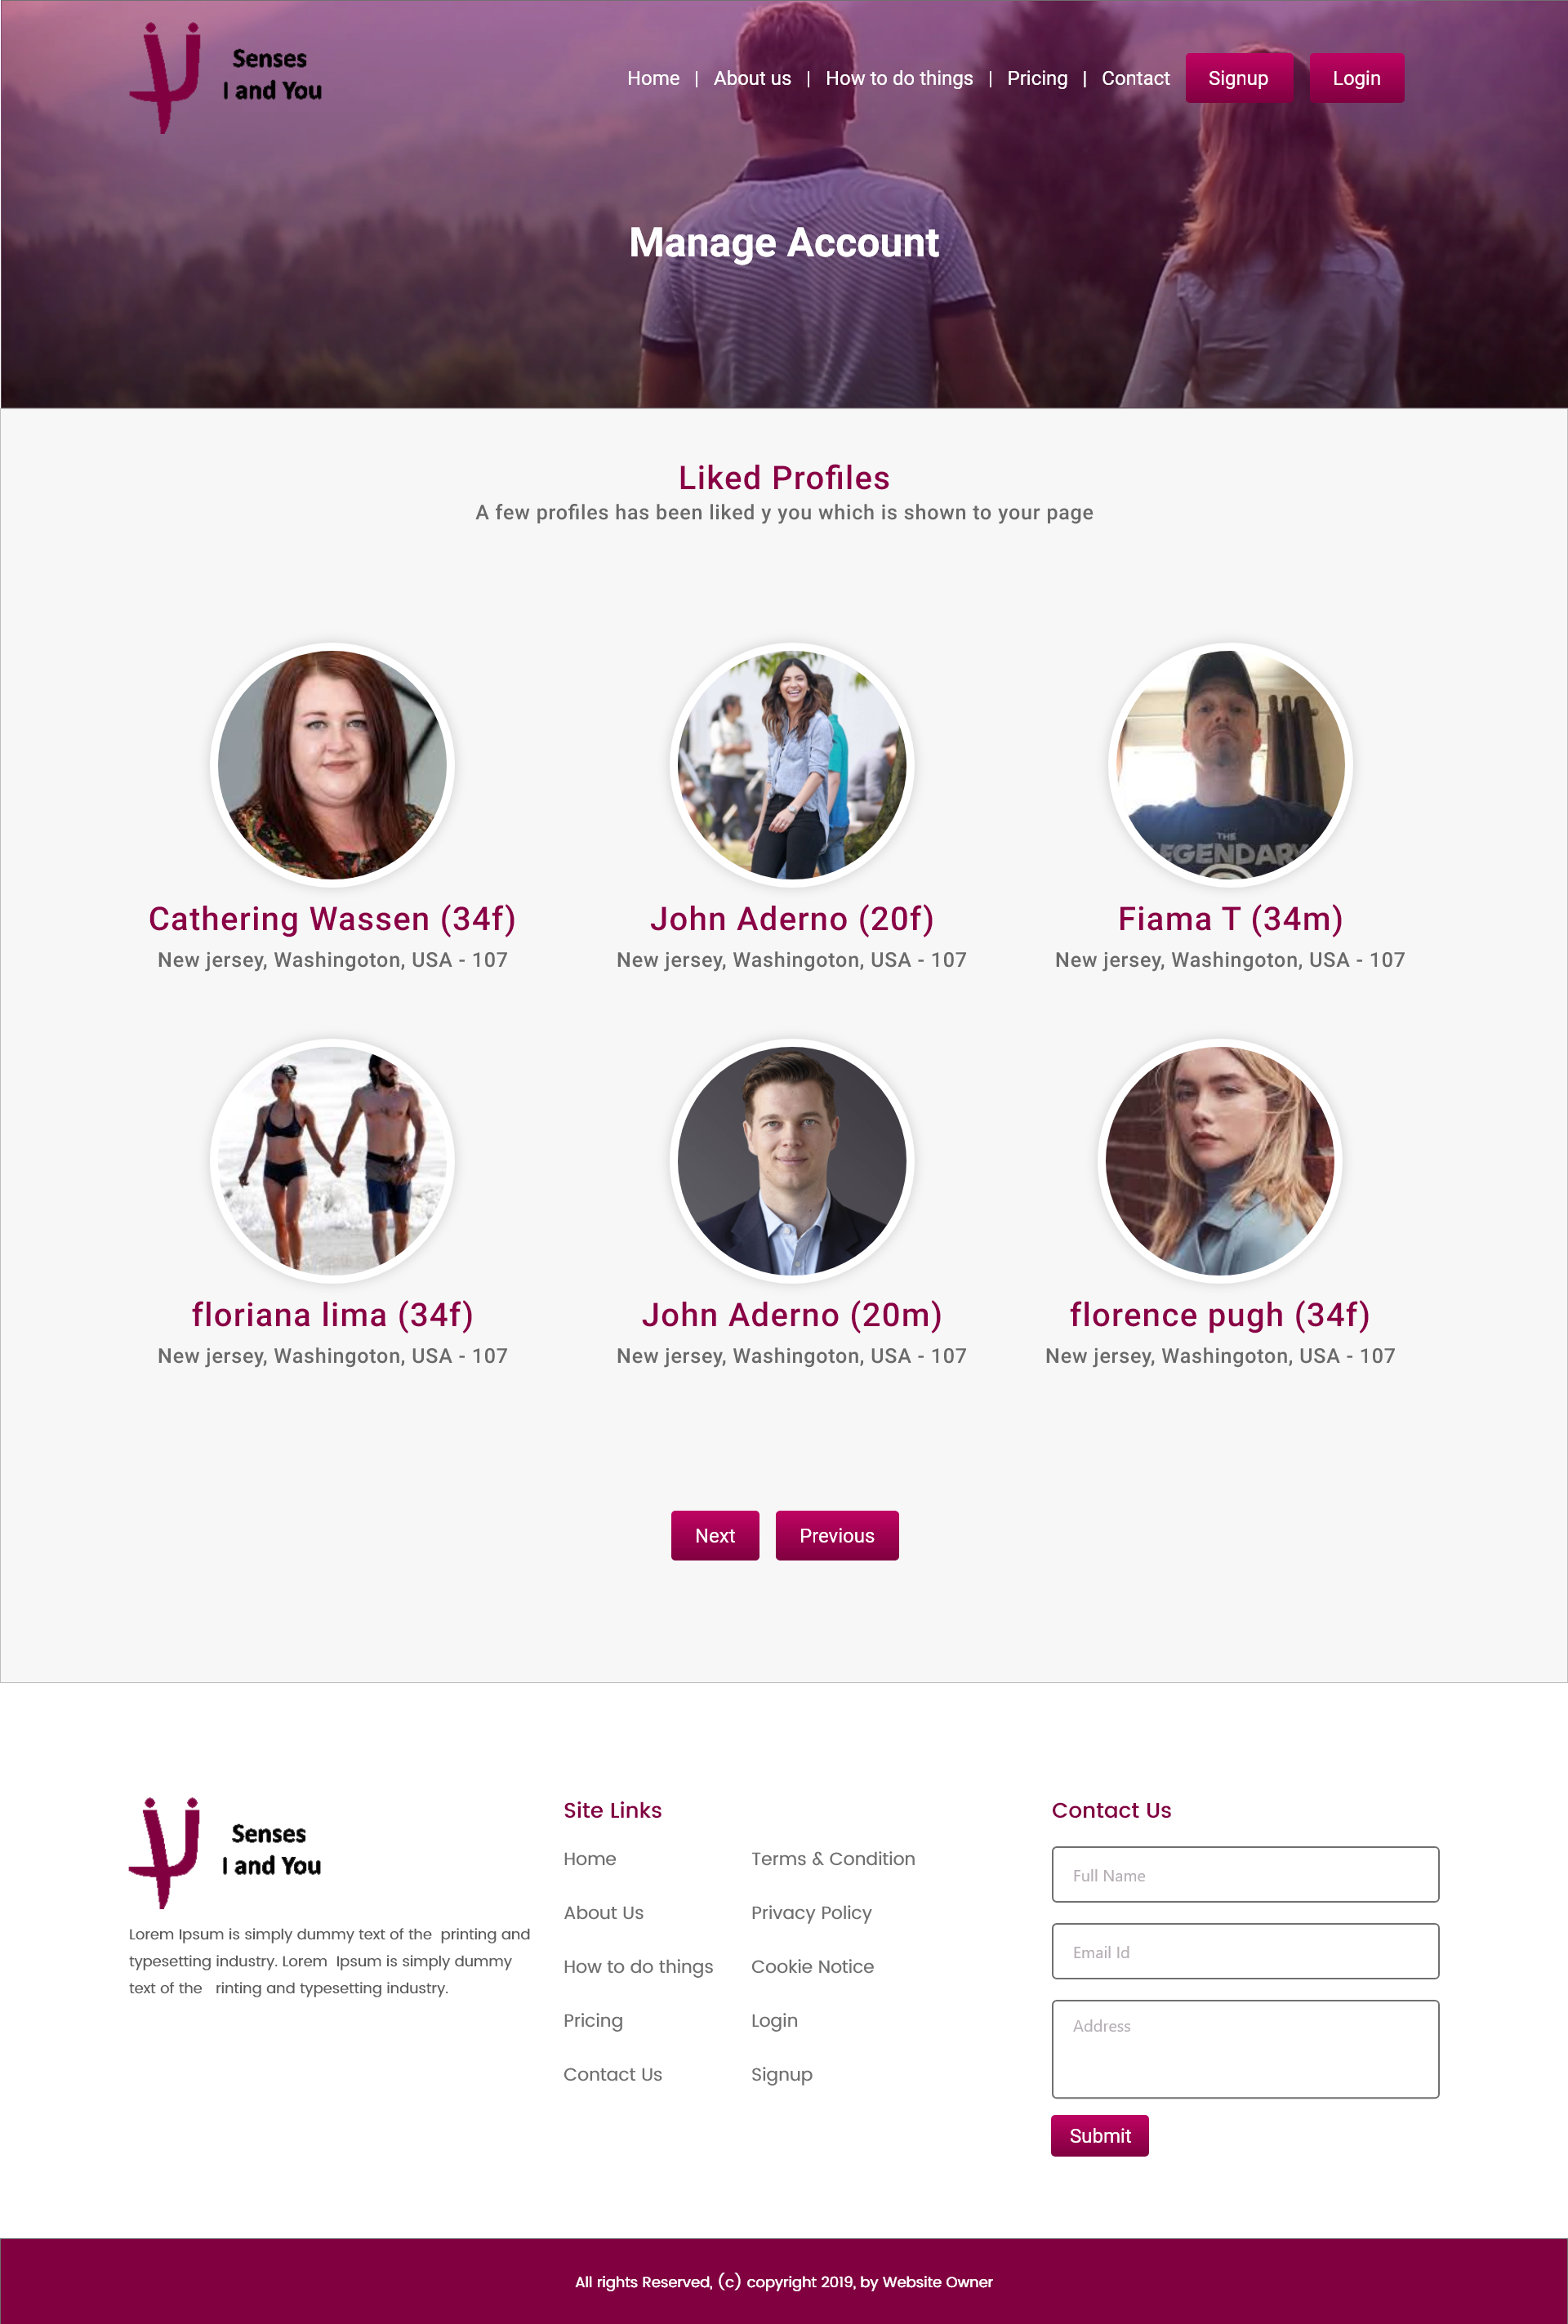 Senses
I and You
Home | About us | How to do things | Pricing | Contact Signup Login
Manage Account
Liked Profiles
A few profiles has been liked y you which is shown to your page
THE
LEGENDARY
Cathering Wassen (34f) John Aderno (20f) Fiama T (34m)
New jersey, Washingoton, USA - 107 New jersey, Washingoton, USA - 107 New jersey, Washingoton, USA - 107
floriana lima (34f) John Aderno (20m) florence pugh (34f)
New jersey, Washingoton, USA - 107 New jersey, Washingoton, USA - 107 New jersey, Washingoton, USA - 107
Next Previous
Senses
I and You
Lorem Ipsum is simply dummy text of the printing and
typesetting industry. Lorem Ipsum is simply dummy
text of the rinting and typesetting industry.
Site Links
Home Terms & Condition
About Us Privacy Policy
How to do things Cookie Notice
Pricing Login
Contact Us Signup
Contact Us
Full Name
Email Id
Address
Submit
All rights Reserved, (c) copyright 2019, by Website Owner